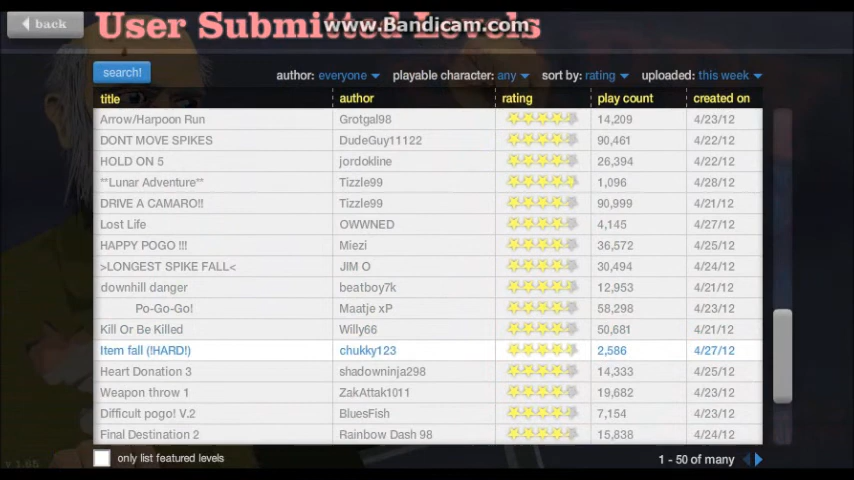 back
User Submitted Levels
www.Bandicam.com
search!
author: everyone playable character: any sort by: rating uploaded: this week
title author rating play count created on
Arrow/Harpoon Run Grotgal98 14,209 4/23/12
DONT MOVE SPIKES DudeGuy11122 90,461 4/22/12
HOLD ON 5 jordokline 26,394 4/22/12
**Lunar Adventure** Tizzle99 1,096 4/28/12
DRIVE A CAMARO!! Tizzle99 90,999 4/21/12
Lost Life OWWNED 4,145 4/27/12
HAPPY POGO !!! Miezi 36,572 4/25/12
>LONGEST SPIKE FALL< JIM O 30,494 4/24/12
downhill danger beatboy7k 12,953 4/21/12
Po-Go-Go! Maatje xP 58,298 4/23/12
Kill Or Be Killed Willy66 50,681 4/21/12
Item fall (!HARD!) chukky123 2,586 4/27/12
Heart Donation 3 shadowninja298 14,333 4/25/12
Weapon throw 1 ZakAttak1011 19,682 4/23/12
Difficult pogo! V.2 BluesFish 7,154 4/23/12
Final Destination 2 Rainbow Dash 98 15,838 4/24/12
only list featured levels
1 - 50 of many
v 1.65